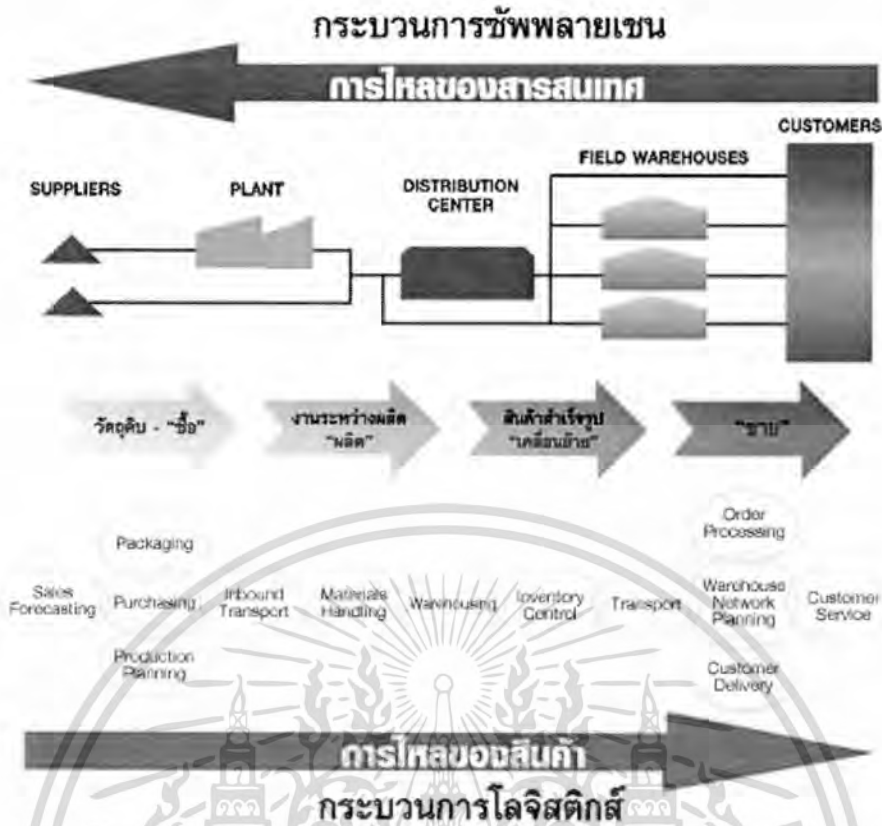 กระบวนการซัพพลายเชน
การไหลของสารสนเทศ
CUSTOMERS
FIELD WAREHOUSES
SUPPLIERS
PLANT
DISTRIBUTION
CENTER
วัตถุดิบ - "ซื้อ"
งานระหว่างผลิต
"ผลิต"
สินค้าสำเร็จรูป
"เคลื่อนย้าย"
"ขาย"
Order
Processing
Packaging
Sales
Forecasting
Purchasing
Inbound
Transport
Materials
Handling
Warehousing
Inventory
Control
Transport
Warehouse
Network
Planning
Customer
Service
Production
Planning
Customer
Delivery
การไหลของสินค้า
กระบวนการโลจิสติกส์